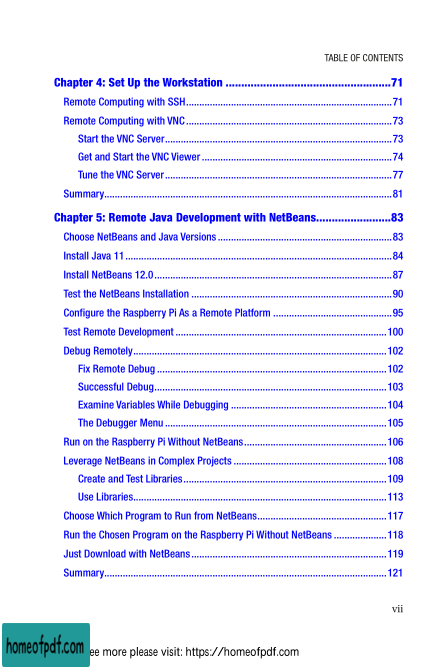 TABLE OF CONTENTS
Chapter 4: Set Up the Workstation .....................................................71
Remote Computing with SSH...............................................................................71
Remote Computing with VNC...............................................................................73
Start the VNC Server.......................................................................................73
Get and Start the VNC Viewer .........................................................................74
Tune the VNC Server.......................................................................................77
Summary..............................................................................................................81
Chapter 5: Remote Java Development with NetBeans........................83
Choose NetBeans and Java Versions ...................................................................83
Install Java 11......................................................................................................84
Install NetBeans 12.0...........................................................................................87
Test the NetBeans Installation .............................................................................90
Configure the Raspberry Pi As a Remote Platform ..............................................95
Test Remote Development .................................................................................100
Debug Remotely.................................................................................................102
Fix Remote Debug ........................................................................................102
Successful Debug.........................................................................................103
Examine Variables While Debugging ............................................................104
The Debugger Menu .....................................................................................105
Run on the Raspberry Pi Without NetBeans.......................................................106
Leverage NetBeans in Complex Projects ...........................................................108
Create and Test Libraries..............................................................................109
Use Libraries.................................................................................................113
Choose Which Program to Run from NetBeans..................................................117
Run the Chosen Program on the Raspberry Pi Without NetBeans ....................118
Just Download with NetBeans ...........................................................................119
Summary............................................................................................................121
vii
homeofpdf.com
ee more please visit: https://homeofpdf.com